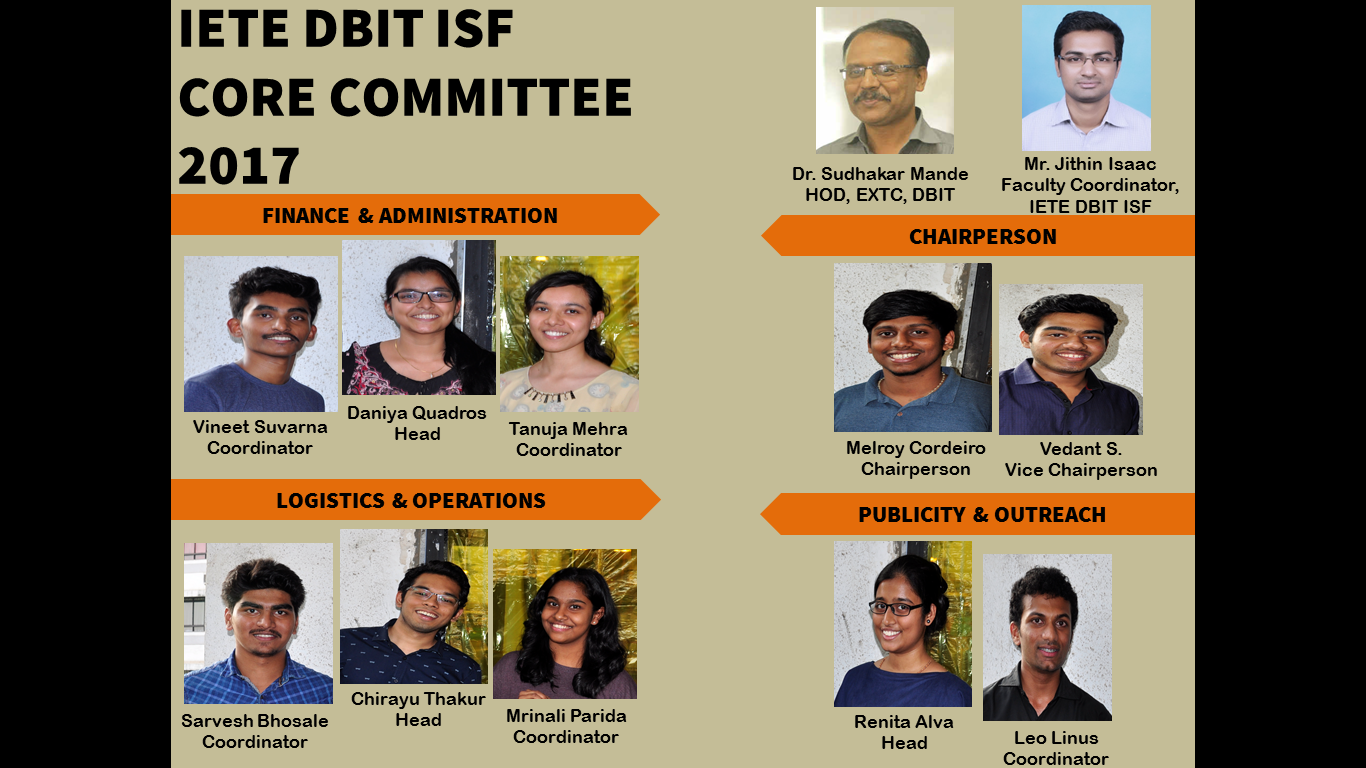 IETE DBIT ISF
CORE COMMITTEE
2017
Dr. Sudhakar Mande
HOD, EXTC, DBIT
Mr. Jithin Isaac
Faculty Coordinator,
IETE DBIT ISF
FINANCE & ADMINISTRATION
Vineet Suvarna
Coordinator
Daniya Quadros
Head
Tanuja Mehra
Coordinator
CHAIRPERSON
Melroy Cordeiro
Chairperson
Vedant S.
Vice Chairperson
LOGISTICS & OPERATIONS
Sarvesh Bhosale
Coordinator
Chirayu Thakur
Head
Mrinali Parida
Coordinator
PUBLICITY & OUTREACH
Renita Alva
Head
Leo Linus
Coordinator